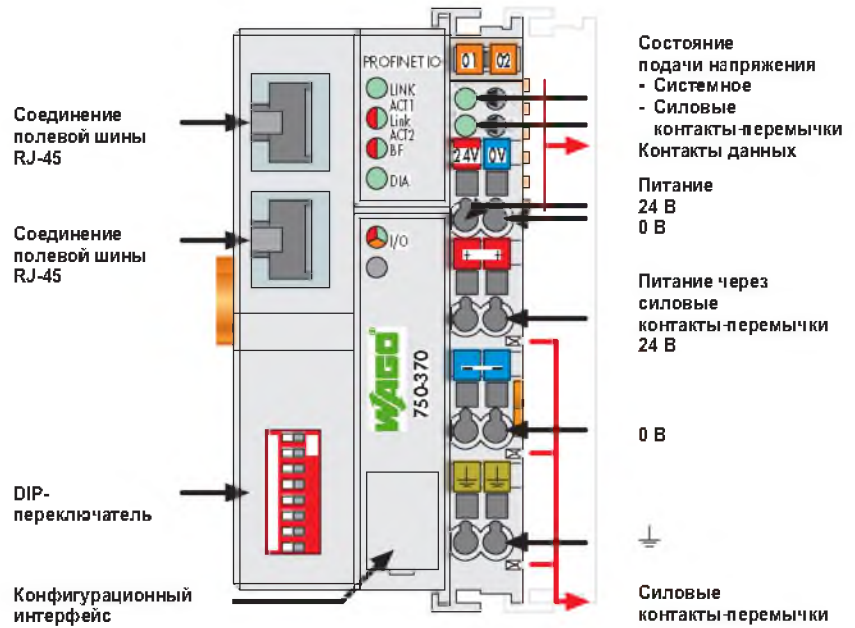 Соединение
полевой шины
RJ-45
Соединение
полевой шины
RJ-45
DIP-
переключатель
Конфигурационный
интерфейс
PROFINET IO
LINK
ACT1
Link
ACT2
BF
DIA
I/O
WAGO®
750-370
01 02
24V 0V
+ +
Состояние
подачи напряжения
- Системное
- Силовые
контакты-перемычки
Контакты данных
Питание
24 В
0 В
Питание через
силовые
контакты-перемычки
24 В
0 В
Силовые
контакты-перемычки